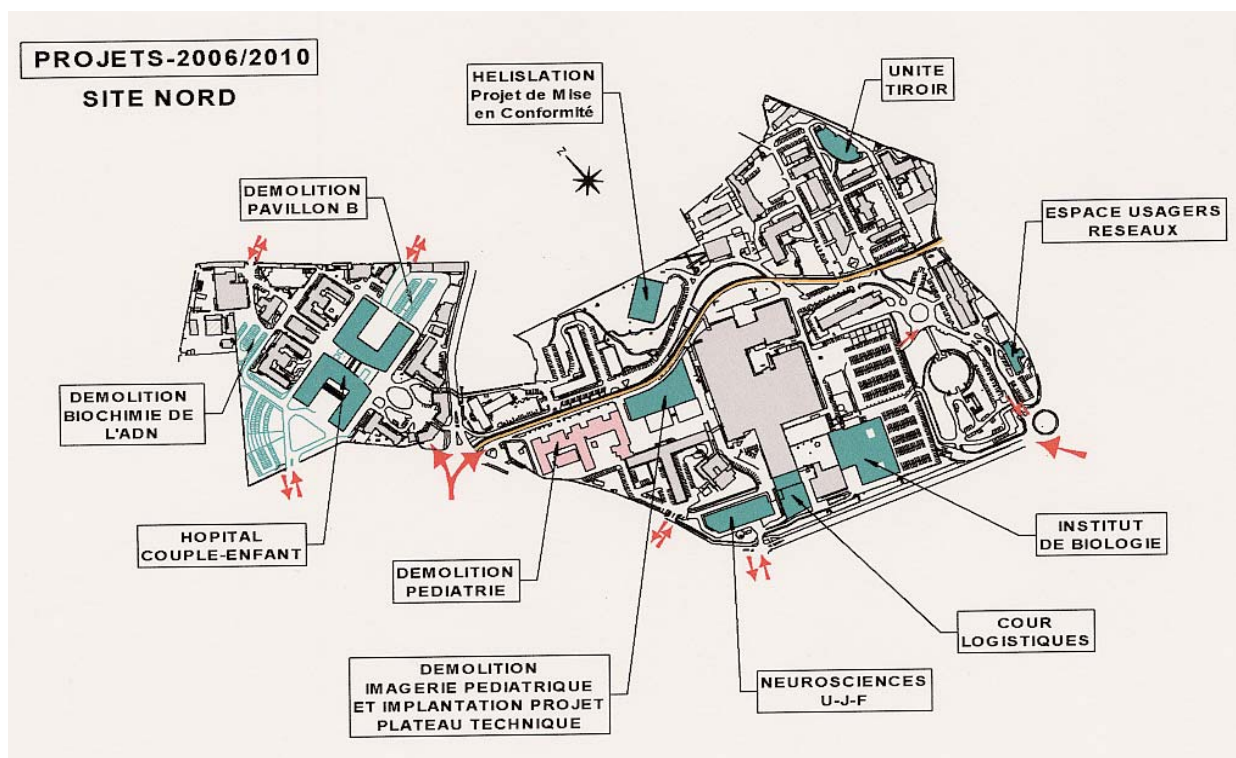 PROJETS-2006/2010
SITE NORD
HELISLATION
Projet de Mise
en Conformité
UNITE
TIROIR
Z
DEMOLITION
PAVILLON B
ESPACE USAGERS
RESEAUX
DEMOLITION
BIOCHIMIE DE
L'ADN
HOPITAL
COUPLE-ENFANT
INSTITUT
DE BIOLOGIE
DEMOLITION
PEDIATRIE
COUR
LOGISTIQUES
DEMOLITION
IMAGERIE PEDIATRIQUE
ET IMPLANTATION PROJET
PLATEAU TECHNIQUE
NEUROSCIENCES
U-J-F